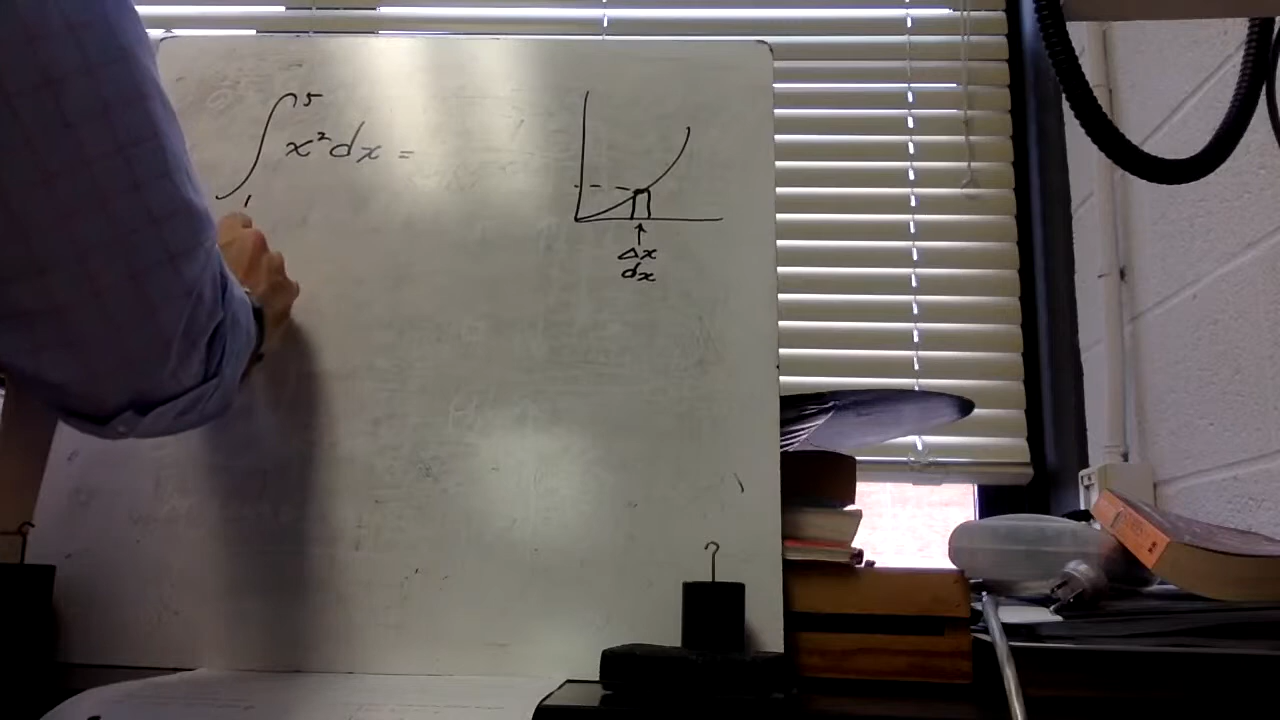 ∫₁⁵ x² dx =
Δx
dx